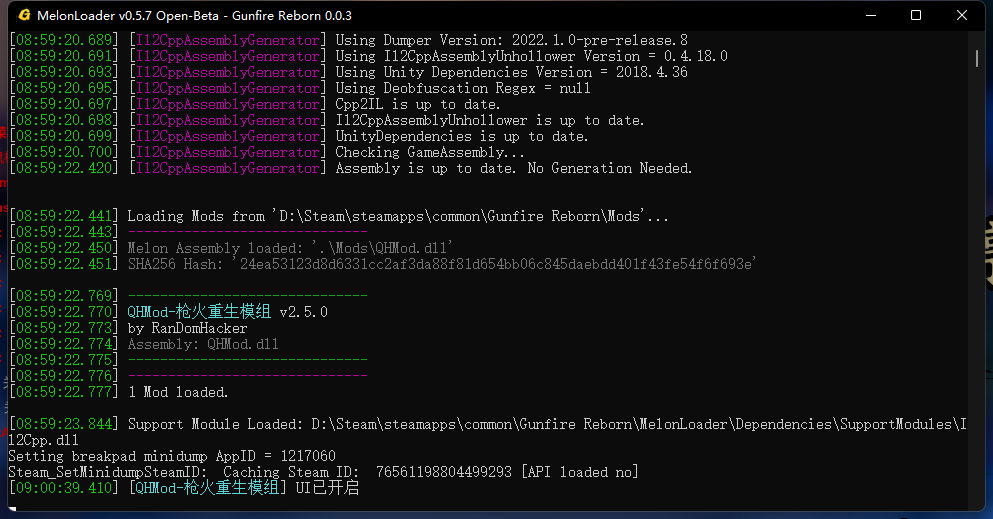 MelonLoader v0.5.7 Open-Beta - Gunfire Reborn 0.0.3
[08:59:20.689] [Il2CppAssemblyGenerator] Using Dumper Version: 2022.1.0-pre-release.8
[08:59:20.691] [Il2CppAssemblyGenerator] Using Il2CppAssemblyUnhollower Version = 0.4.18.0
[08:59:20.693] [Il2CppAssemblyGenerator] Using Unity Dependencies Version = 2018.4.36
[08:59:20.695] [Il2CppAssemblyGenerator] Using Deobfuscation Regex = null
[08:59:20.697] [Il2CppAssemblyGenerator] Cpp2IL is up to date.
[08:59:20.698] [Il2CppAssemblyGenerator] Il2CppAssemblyUnhollower is up to date.
[08:59:20.699] [Il2CppAssemblyGenerator] UnityDependencies is up to date.
[08:59:20.700] [Il2CppAssemblyGenerator] Checking GameAssembly...
[08:59:22.420] [Il2CppAssemblyGenerator] Assembly is up to date. No Generation Needed.
[08:59:22.441] Loading Mods from 'D:\Steam\steamapps\common\Gunfire Reborn\Mods'...
[08:59:22.443] ------------------------------
[08:59:22.450] Melon Assembly loaded: '.\Mods\QHMod.dll'
[08:59:22.451] SHA256 Hash: '24ea53123d8d6331cc2af3da88f81d654bb06c845daebdd401f43fe54f6f693e'
[08:59:22.769] ------------------------------
[08:59:22.770] QHMod-枪火重生模组 v2.5.0
[08:59:22.773] by RanDomHacker
[08:59:22.774] Assembly: QHMod.dll
[08:59:22.775] ------------------------------
[08:59:22.776] ------------------------------
[08:59:22.777] 1 Mod loaded.
[08:59:23.844] Support Module Loaded: D:\Steam\steamapps\common\Gunfire Reborn\MelonLoader\Dependencies\SupportModules\I
l2Cpp.dll
Setting breakpad minidump AppID = 1217060
Steam_SetMinidumpSteamID:  Caching Steam ID:  76561198804499293 [API loaded no]
[09:00:39.410] [QHMod-枪火重生模组] UI已开启